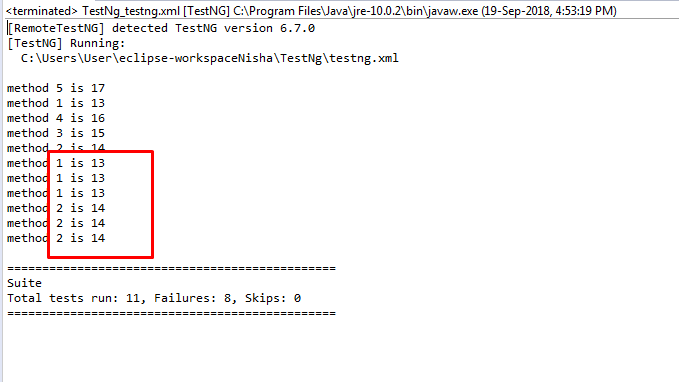 <terminated> TestNg_testng.xml [TestNG] C:\Program Files\Java\jre-10.0.2\bin\javaw.exe (19-Sep-2018, 4:53:19 PM)
[RemoteTestNG] detected TestNG version 6.7.0
[TestNG] Running:
  C:\Users\User\eclipse-workspaceNisha\TestNg\testng.xml
method 5 is 17
method 1 is 13
method 4 is 16
method 3 is 15
method 2 is 14
method 1 is 13
method 1 is 13
method 1 is 13
method 2 is 14
method 2 is 14
method 2 is 14
===============================================
Suite
Total tests run: 11, Failures: 8, Skips: 0
===============================================